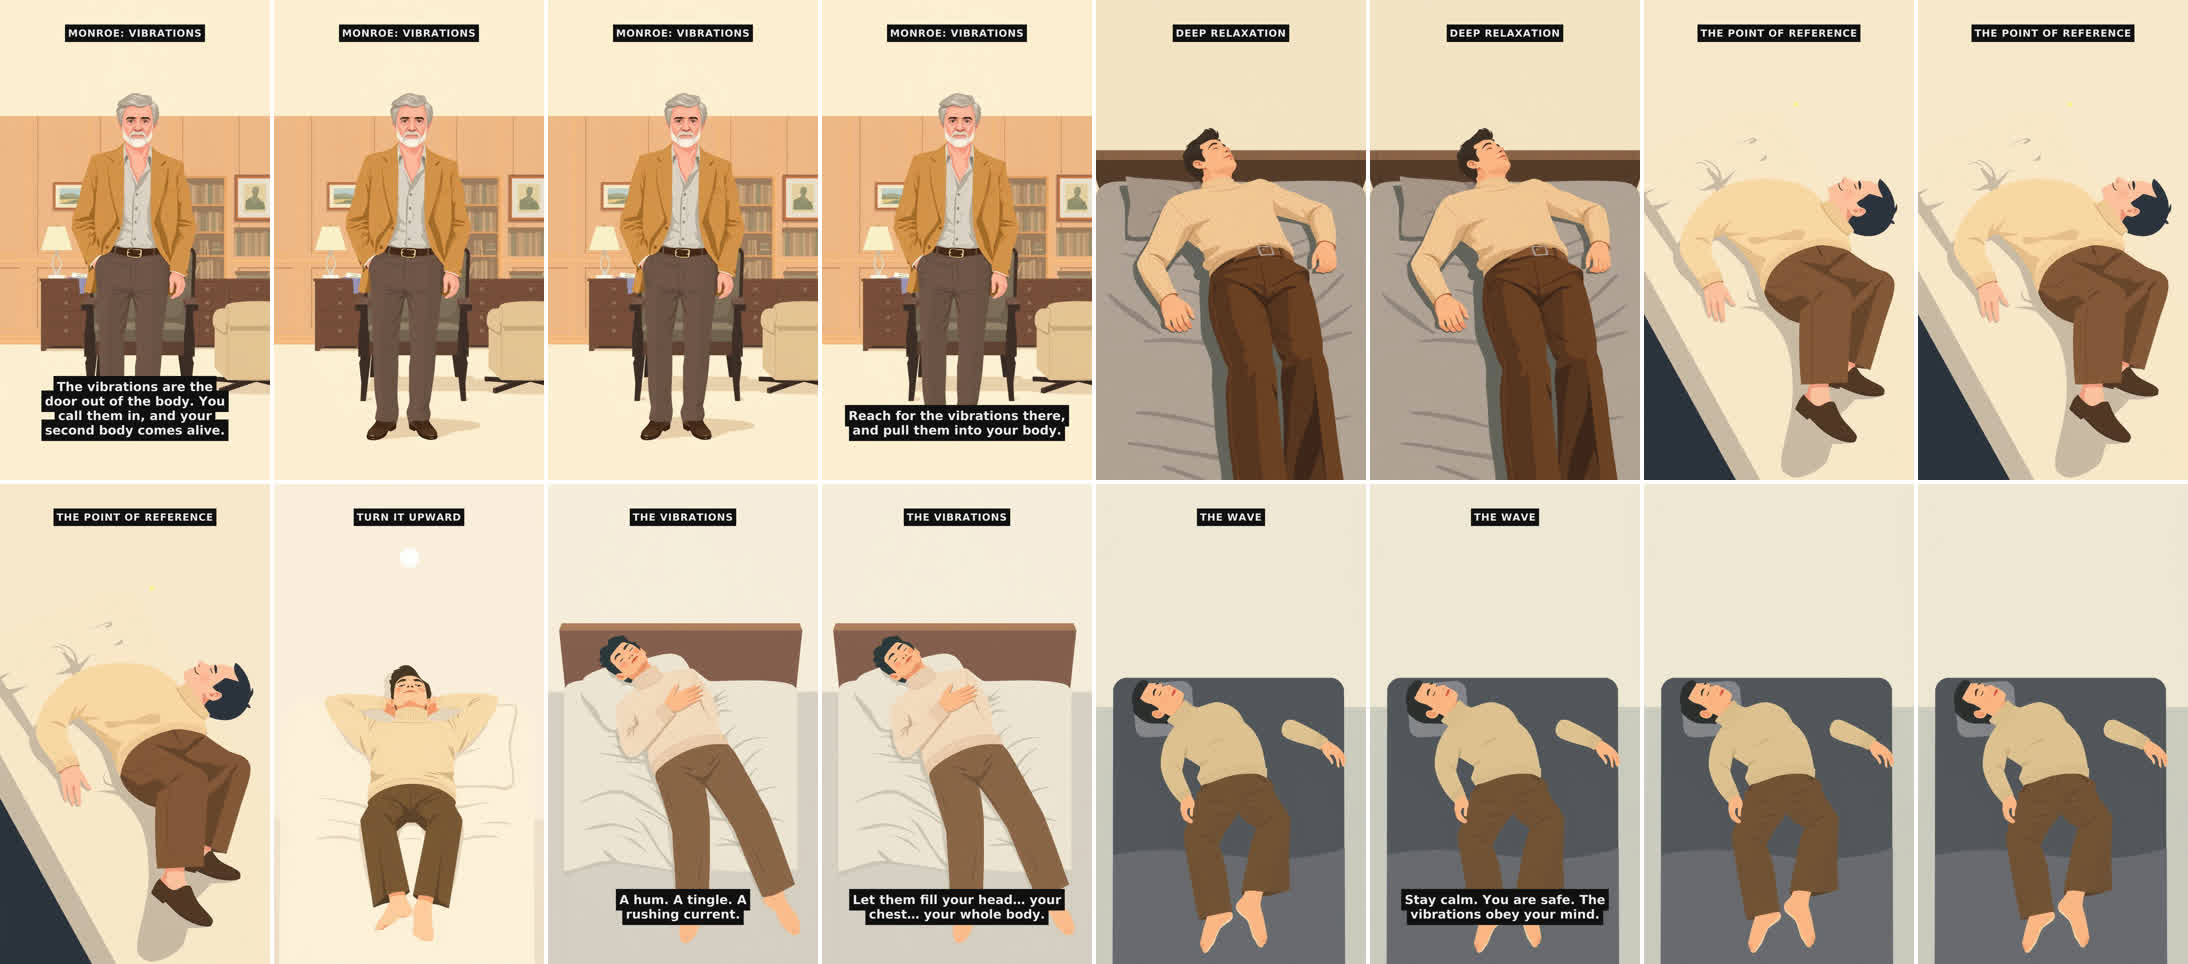 MONROE: VIBRATIONS
The vibrations are the
door out of the body. You
call them in, and your
second body comes alive.
MONROE: VIBRATIONS
MONROE: VIBRATIONS
MONROE: VIBRATIONS
Reach for the vibrations there,
and pull them into your body.
DEEP RELAXATION
DEEP RELAXATION
THE POINT OF REFERENCE
THE POINT OF REFERENCE
THE POINT OF REFERENCE
TURN IT UPWARD
THE VIBRATIONS
A hum. A tingle. A
rushing current.
THE VIBRATIONS
Let them fill your head... your
chest... your whole body.
THE WAVE
THE WAVE
Stay calm. You are safe. The
vibrations obey your mind.